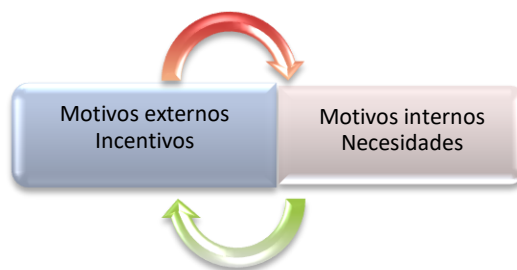 Motivos externos
Incentivos
Motivos internos
Necesidades